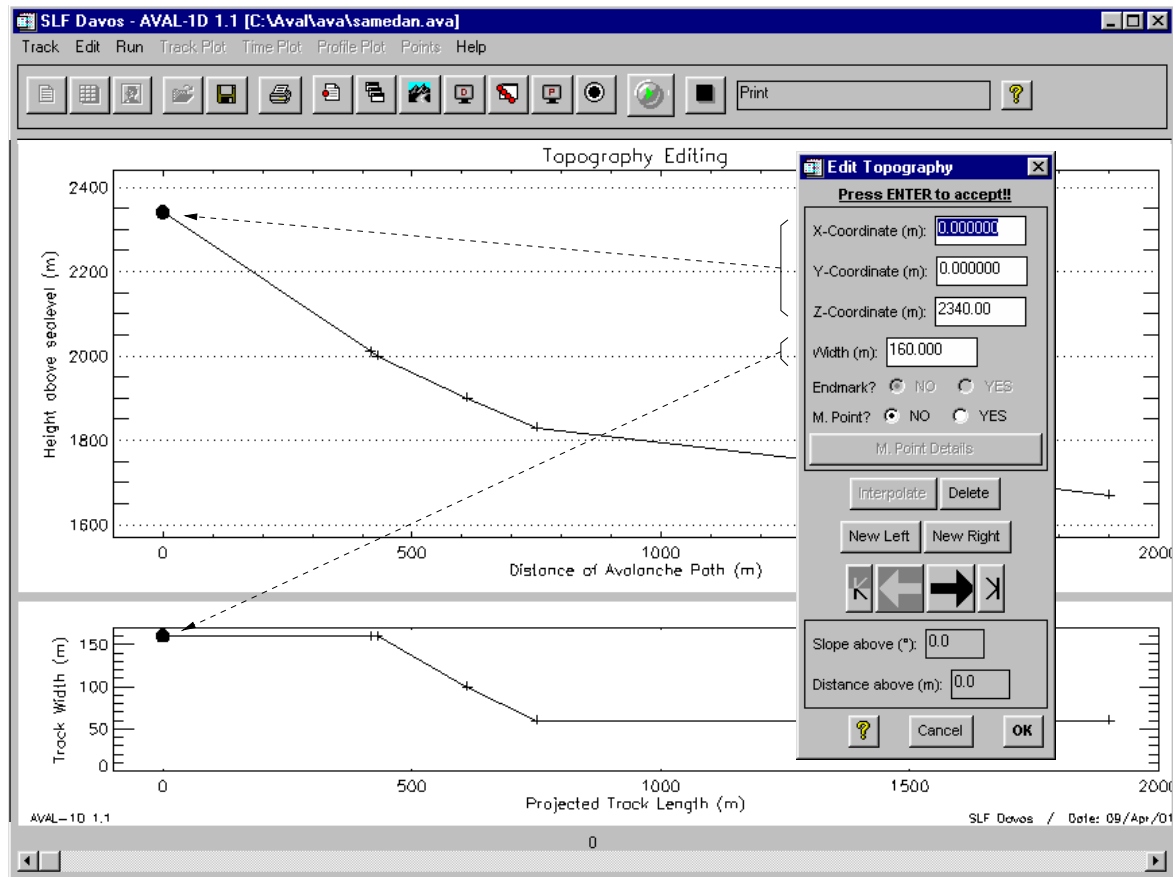 SLF Davos - AVAL-1D 1.1 [C:\Aval\ava\samedan.ava]
Track Edit Run Track Plot Time Plot Profile Plot Points Help
D P Print ?
Topography Editing
Height above sealevel (m)
2400
2200
2000
1800
1600
0 500 1000 2000
Distance of Avalanche Path (m)
Track Width (m)
150
100
50
0
0 500 1000 1500 2000
Projected Track Length (m)
AVAL-1D 1.1
SLF Davos / Date: 09/Apr/01
0
Edit Topography
Press ENTER to accept!!
X-Coordinate (m): 0.000000
Y-Coordinate (m): 0.000000
Z-Coordinate (m): 2340.00
Width (m): 160.000
Endmark? NO YES
M. Point? NO YES
M. Point Details
Interpolate Delete
New Left New Right
Slope above (°): 0.0
Distance above (m): 0.0
? Cancel OK